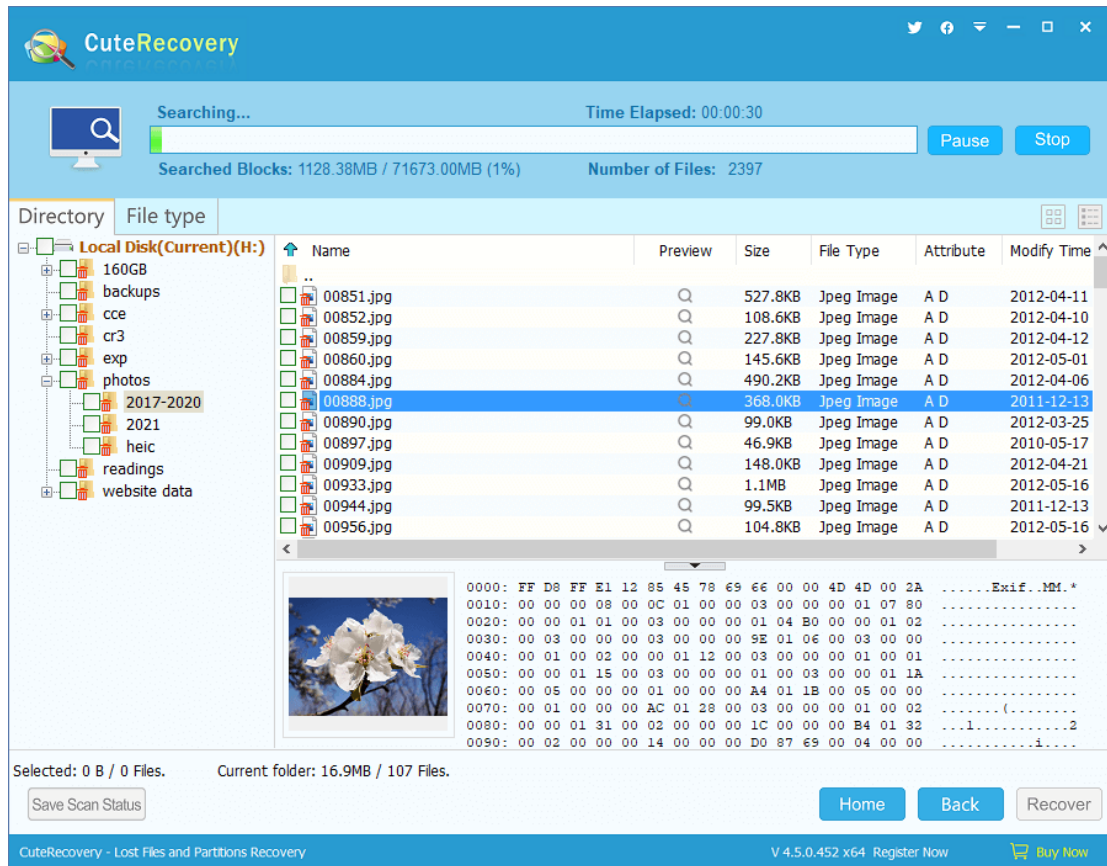 CuteRecovery
Searching...
Time Elapsed: 00:00:30
Pause
Stop
Searched Blocks: 1128.38MB / 71673.00MB (1%)
Number of Files: 2397
Directory
File type
Local Disk(Current)(H:)
160GB
backups
cce
cr3
exp
photos
2017-2020
2021
heic
readings
website data
Name Preview Size File Type Attribute Modify Time
..
00851.jpg 527.8KB Jpeg Image A D 2012-04-11
00852.jpg 108.6KB Jpeg Image A D 2012-04-10
00859.jpg 227.8KB Jpeg Image A D 2012-04-12
00860.jpg 145.6KB Jpeg Image A D 2012-05-01
00884.jpg 490.2KB Jpeg Image A D 2012-04-06
00888.jpg 368.0KB Jpeg Image A D 2011-12-13
00890.jpg 99.0KB Jpeg Image A D 2012-03-25
00897.jpg 46.9KB Jpeg Image A D 2010-05-17
00909.jpg 148.0KB Jpeg Image A D 2012-04-21
00933.jpg 1.1MB Jpeg Image A D 2012-05-16
00944.jpg 99.5KB Jpeg Image A D 2011-12-13
00956.jpg 104.8KB Jpeg Image A D 2012-05-16
0000: FF D8 FF E1 12 85 45 78 69 66 00 00 4D 4D 00 2A ......Exif..MM.*
0010: 00 00 00 08 00 0C 01 00 00 03 00 00 00 01 07 80 ................
0020: 00 00 01 01 00 03 00 00 00 01 04 B0 00 00 01 02 ................
0030: 00 03 00 00 00 03 00 00 00 9E 01 06 00 03 00 00 ................
0040: 00 01 00 02 00 00 01 12 00 03 00 00 00 01 00 01 ................
0050: 00 00 01 15 00 03 00 00 00 01 00 03 00 00 01 1A ................
0060: 00 05 00 00 00 01 00 00 00 A4 01 1B 00 05 00 00 ................
0070: 00 01 00 00 00 AC 01 28 00 03 00 00 00 01 00 02 .......(........
0080: 00 00 01 31 00 02 00 00 00 1C 00 00 00 B4 01 32 ...1...........2
0090: 00 02 00 00 00 14 00 00 00 D0 87 69 00 04 00 00 ...........i....
Selected: 0 B / 0 Files.
Current folder: 16.9MB / 107 Files.
Save Scan Status
Home
Back
Recover
CuteRecovery - Lost Files and Partitions Recovery
V 4.5.0.452 x64 Register Now
Buy Now